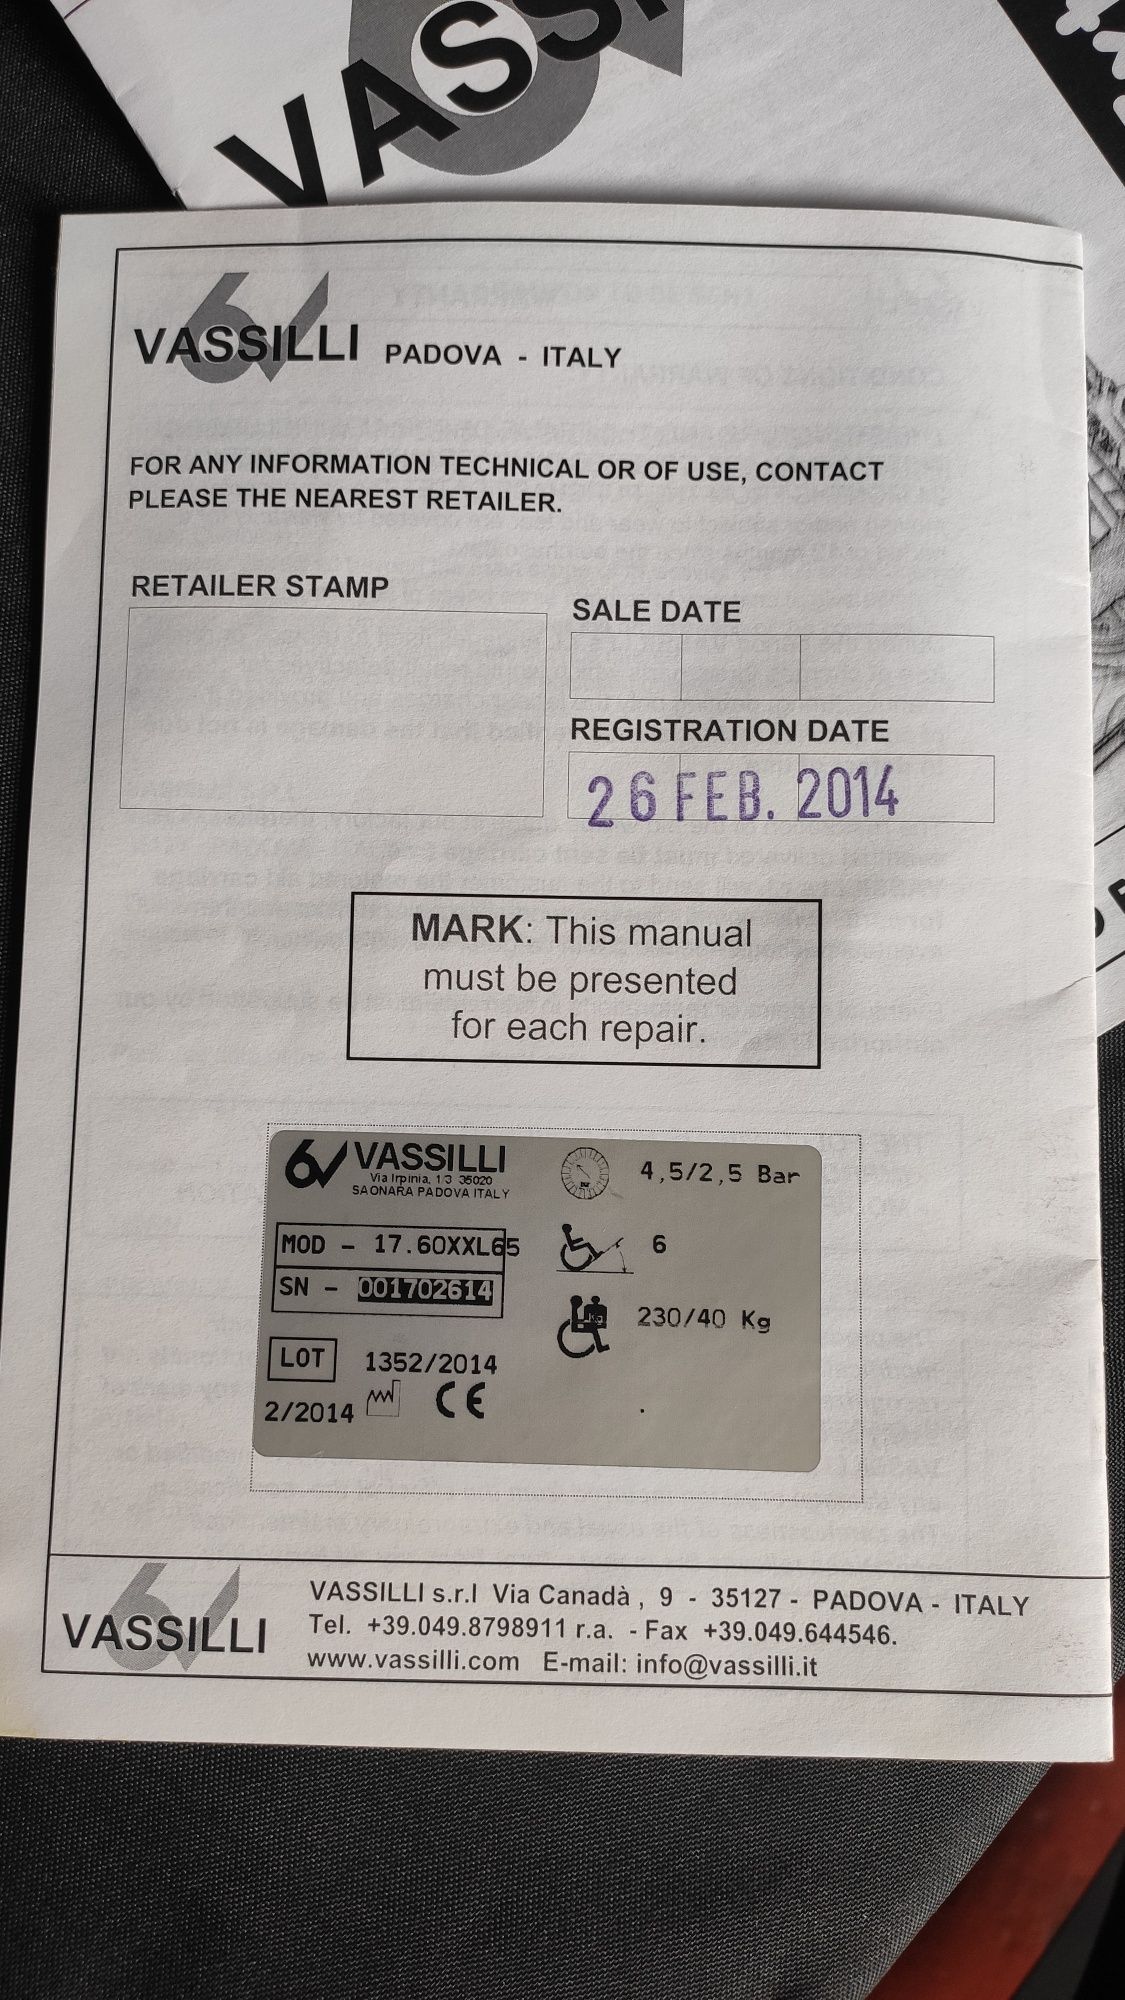 VASS
VASSILLI PADOVA - ITALY
FOR ANY INFORMATION TECHNICAL OR OF USE, CONTACT
PLEASE THE NEAREST RETAILER.
RETAILER STAMP
SALE DATE
REGISTRATION DATE
26 FEB. 2014
MARK: This manual
must be presented
for each repair.
6V VASSILLI
Via Irpinia, 13 35020
SAONARA PADOVA ITALY
4,5/2,5 Bar
MOD - 17.60XXL65
6
SN - 001702614
230/40 Kg
LOT 1352/2014
2/2014 CE
VASSILLI
VASSILLI s.r.l Via Canadà , 9 - 35127 - PADOVA - ITALY
Tel. +39.049.8798911 r.a. - Fax +39.049.644546.
www.vassilli.com E-mail: info@vassilli.it